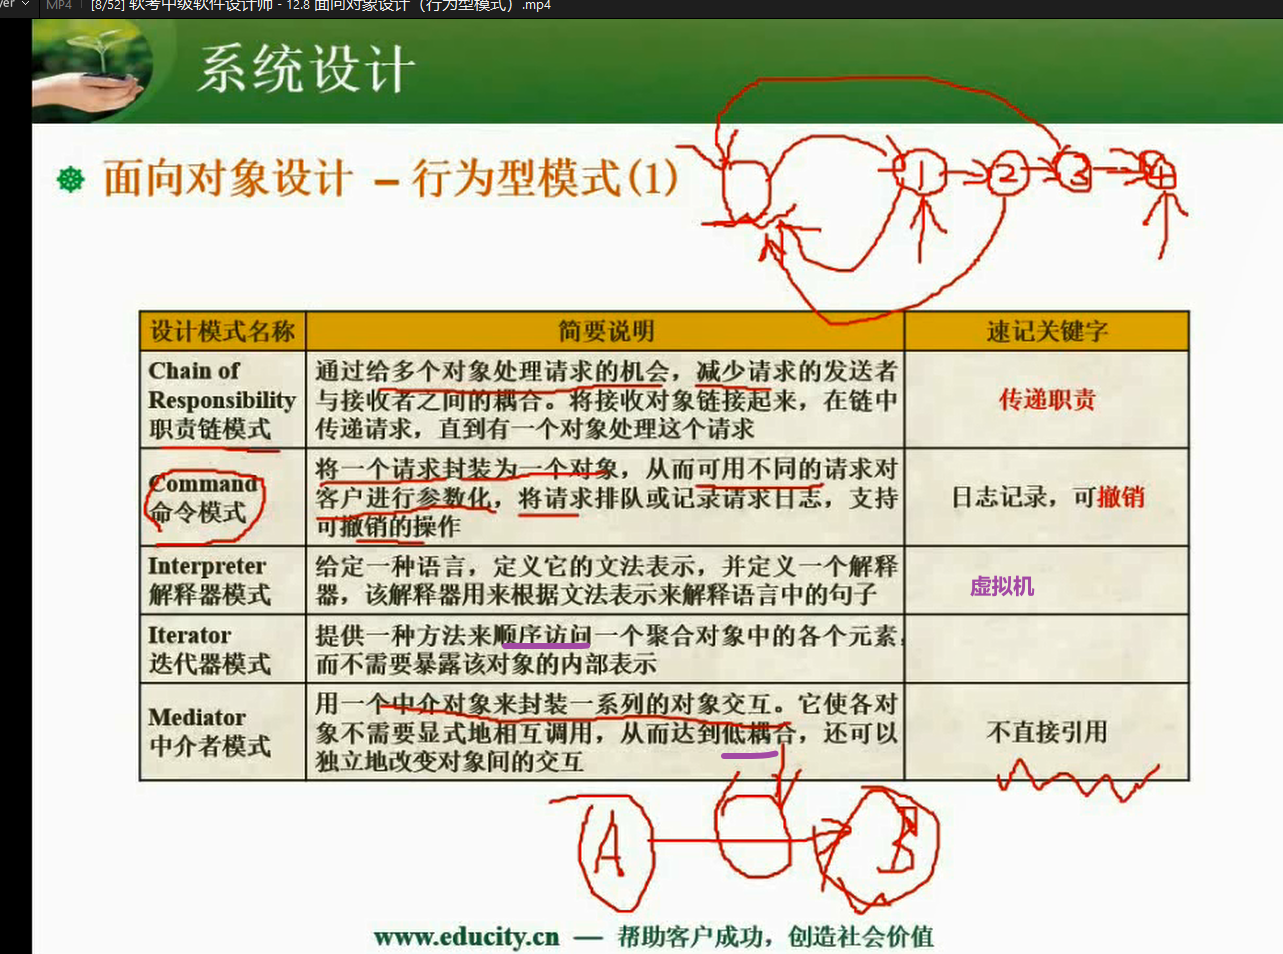 yer MP4 [8/52] 软考中级软件设计师 - 12.8 面向对象设计（行为型模式）.mp4
系统设计
面向对象设计 – 行为型模式(1)
1 2 3 4
设计模式名称 简要说明 速记关键字
Chain of
Responsibility
职责链模式
通过给多个对象处理请求的机会，减少请求的发送者
与接收者之间的耦合。将接收对象链接起来，在链中
传递请求，直到有一个对象处理这个请求
传递职责
Command
命令模式
将一个请求封装为一个对象，从而可用不同的请求对
客户进行参数化，将请求排队或记录请求日志，支持
可撤销的操作
日志记录，可撤销
Interpreter
解释器模式
给定一种语言，定义它的文法表示，并定义一个解释
器，该解释器用来根据文法表示来解释语言中的句子
虚拟机
Iterator
迭代器模式
提供一种方法来顺序访问一个聚合对象中的各个元素，
而不需要暴露该对象的内部表示
Mediator
中介者模式
用一个中介对象来封装一系列的对象交互。它使各对
象不需要显式地相互调用，从而达到低耦合，还可以
独立地改变对象间的交互
不直接引用
A B
www.educity.cn — 帮助客户成功，创造社会价值